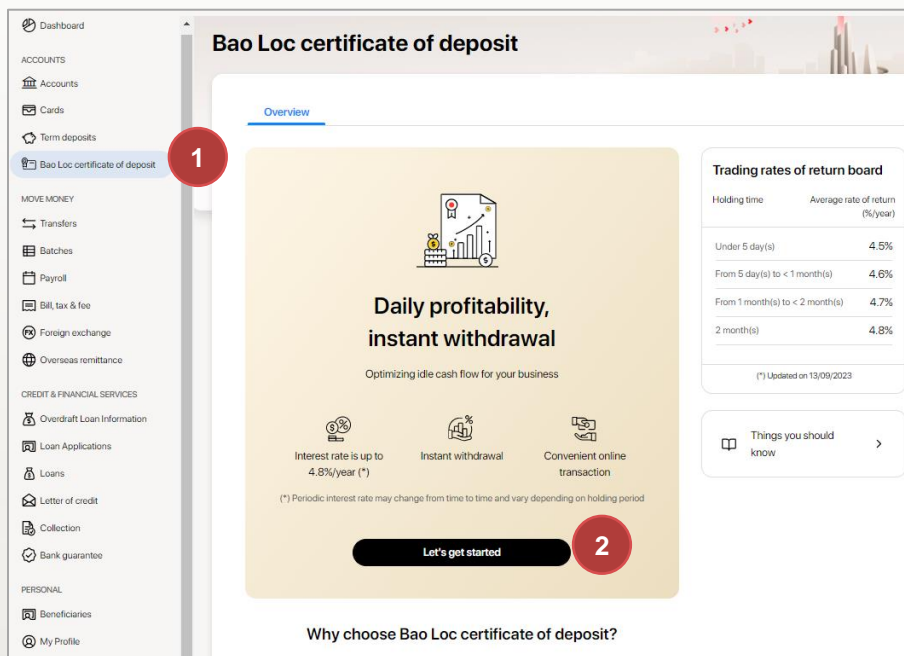 Dashboard
ACCOUNTS
Accounts
Cards
Term deposits
Bao Loc certificate of deposit
1
MOVE MONEY
Transfers
Batches
Payroll
Bill, tax & fee
FX
Foreign exchange
Overseas remittance
CREDIT & FINANCIAL SERVICES
Overdraft Loan Information
Loan Applications
Loans
Letter of credit
Collection
Bank guarantee
PERSONAL
Beneficiaries
My Profile
Bao Loc certificate of deposit
Overview
Daily profitability,
instant withdrawal
Optimizing idle cash flow for your business
Interest rate is up to
4.8%/year (*)
Instant withdrawal
Convenient online
transaction
(*) Periodic interest rate may change from time to time and vary depending on holding period
Let's get started
2
Why choose Bao Loc certificate of deposit?
Trading rates of return board
Holding time Average rate of return
(%/year)
Under 5 day(s) 4.5%
From 5 day(s) to < 1 month(s) 4.6%
From 1 month(s) to < 2 month(s) 4.7%
2 month(s) 4.8%
(*) Updated on 13/09/2023
Things you should
know